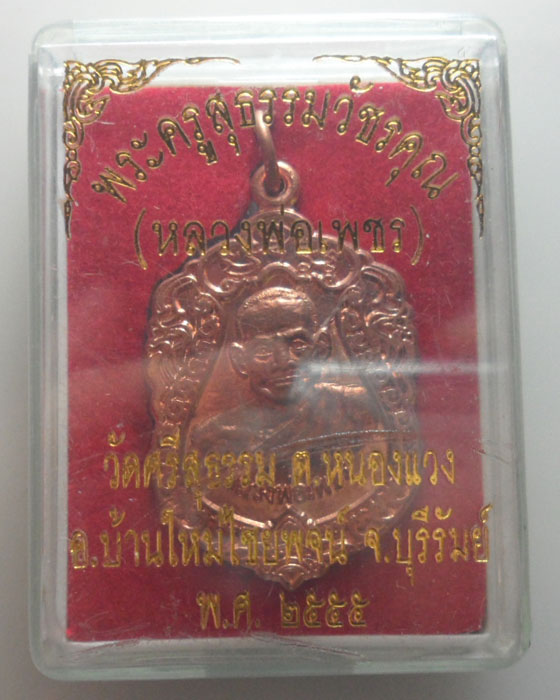 พระครูสุธรรมวัชรคุณ
(หลวงพ่อเพชร)
วัดศรีสุธรรม ต.หนองแวง
อ.บ้านใหม่ไชยพจน์ จ.บุรีรัมย์
พ.ศ. ๒๕๕๕